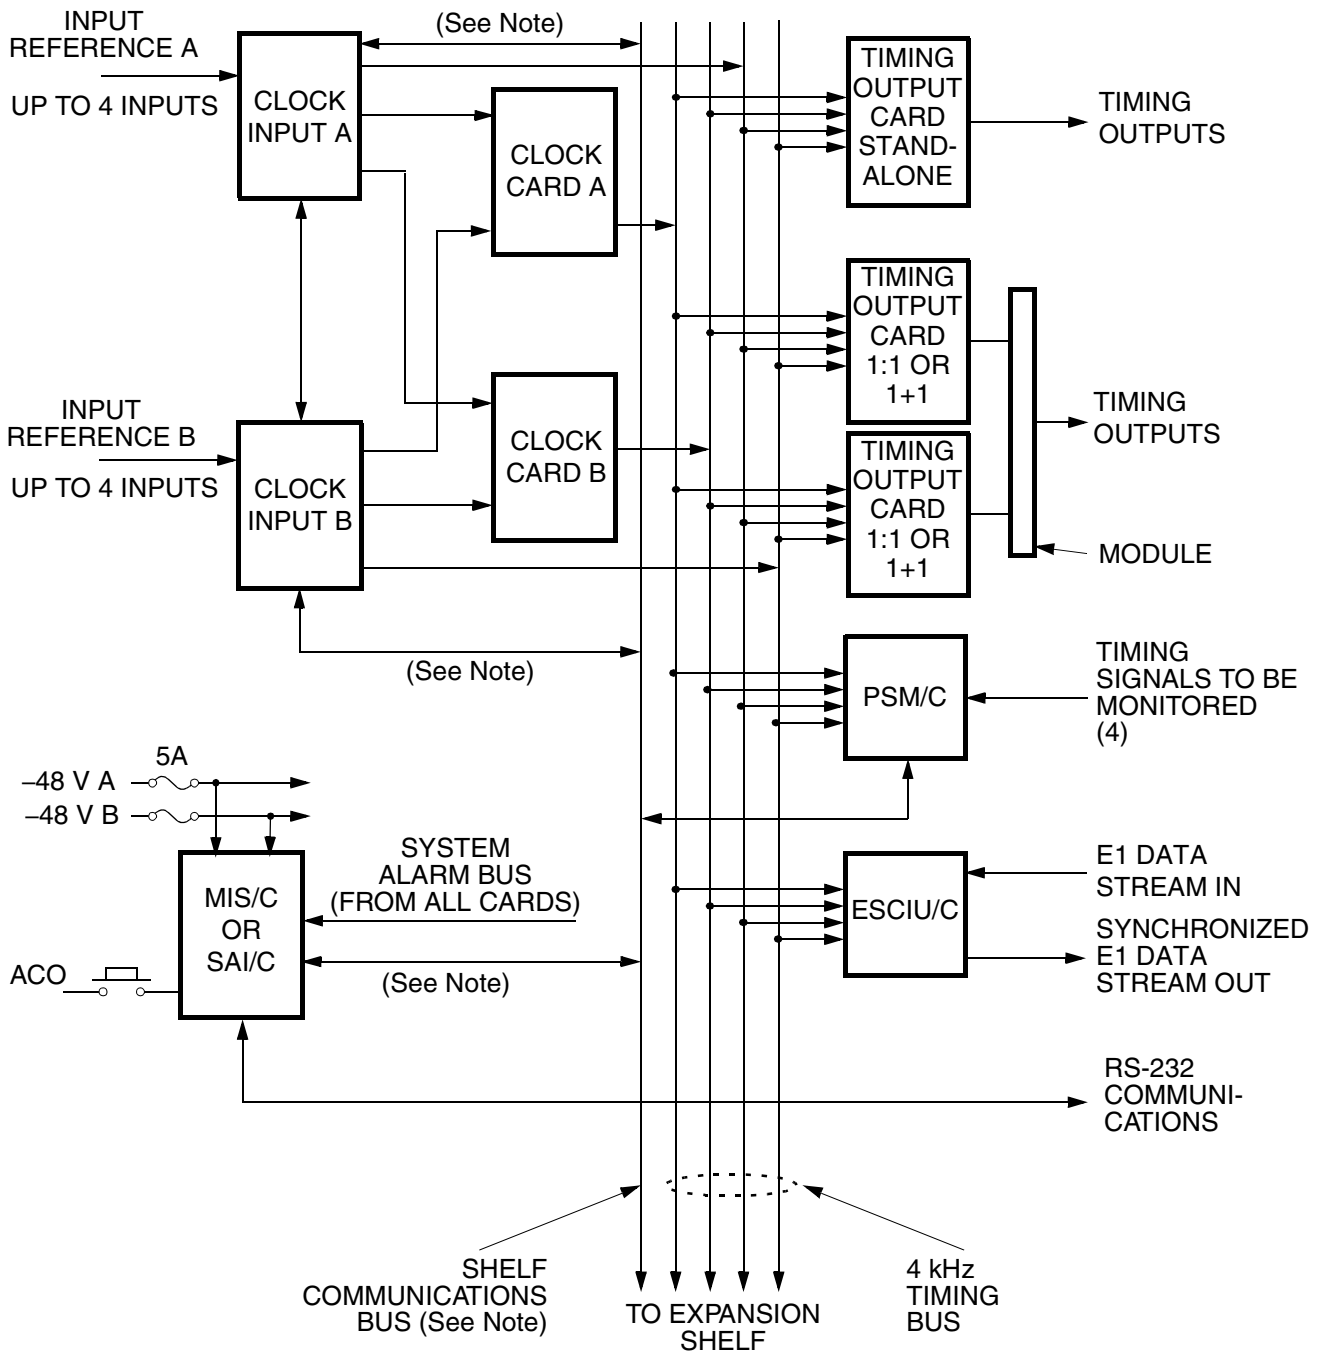 INPUT
REFERENCE A
UP TO 4 INPUTS
CLOCK
INPUT A
(See Note)
CLOCK
CARD A
TIMING
OUTPUT
CARD
STAND-
ALONE
TIMING
OUTPUTS
TIMING
OUTPUT
CARD
1:1 OR
1+1
INPUT
REFERENCE B
UP TO 4 INPUTS
CLOCK
INPUT B
CLOCK
CARD B
TIMING
OUTPUT
CARD
1:1 OR
1+1
TIMING
OUTPUTS
MODULE
(See Note)
PSM/C
TIMING
SIGNALS TO BE
MONITORED
(4)
5A
–48 V A
–48 V B
MIS/C
OR
SAI/C
SYSTEM
ALARM BUS
(FROM ALL CARDS)
(See Note)
ACO
ESCIU/C
E1 DATA
STREAM IN
SYNCHRONIZED
E1 DATA
STREAM OUT
RS-232
COMMUNI-
CATIONS
SHELF
COMMUNICATIONS
BUS (See Note)
TO EXPANSION
SHELF
4 kHz
TIMING
BUS